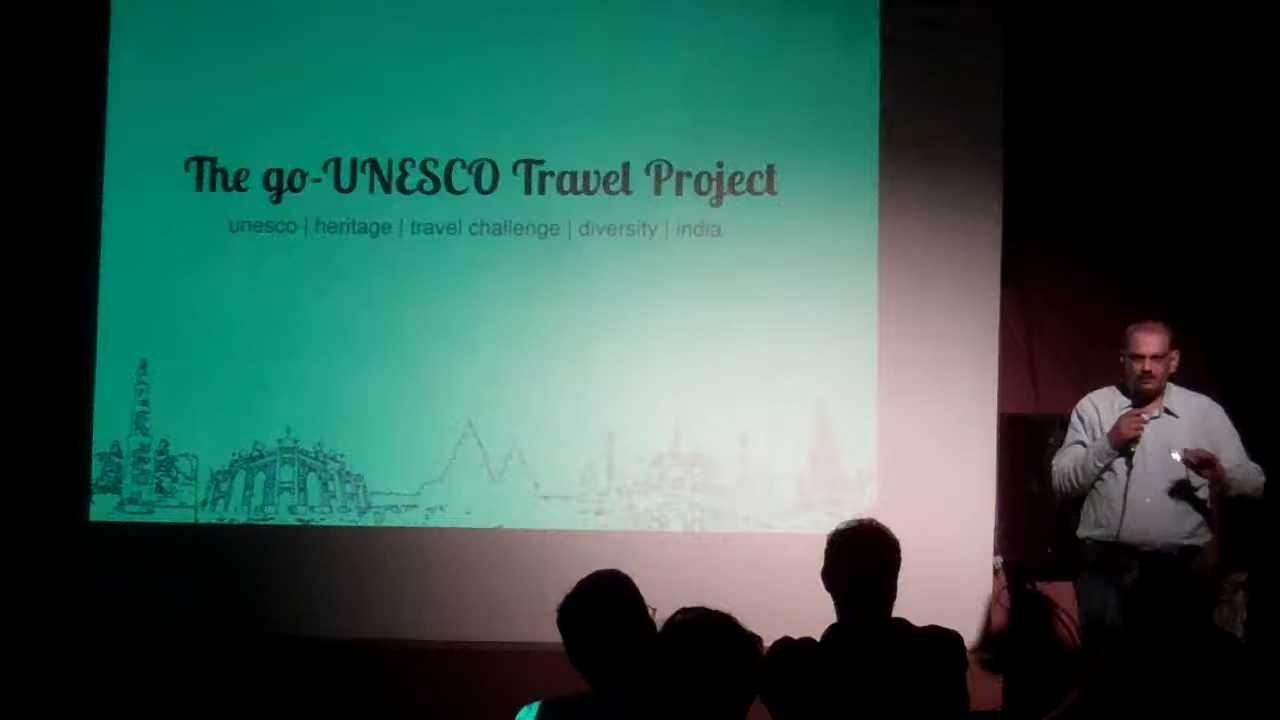 The go-UNESCO Travel Project
unesco | heritage | travel challenge | diversity | india